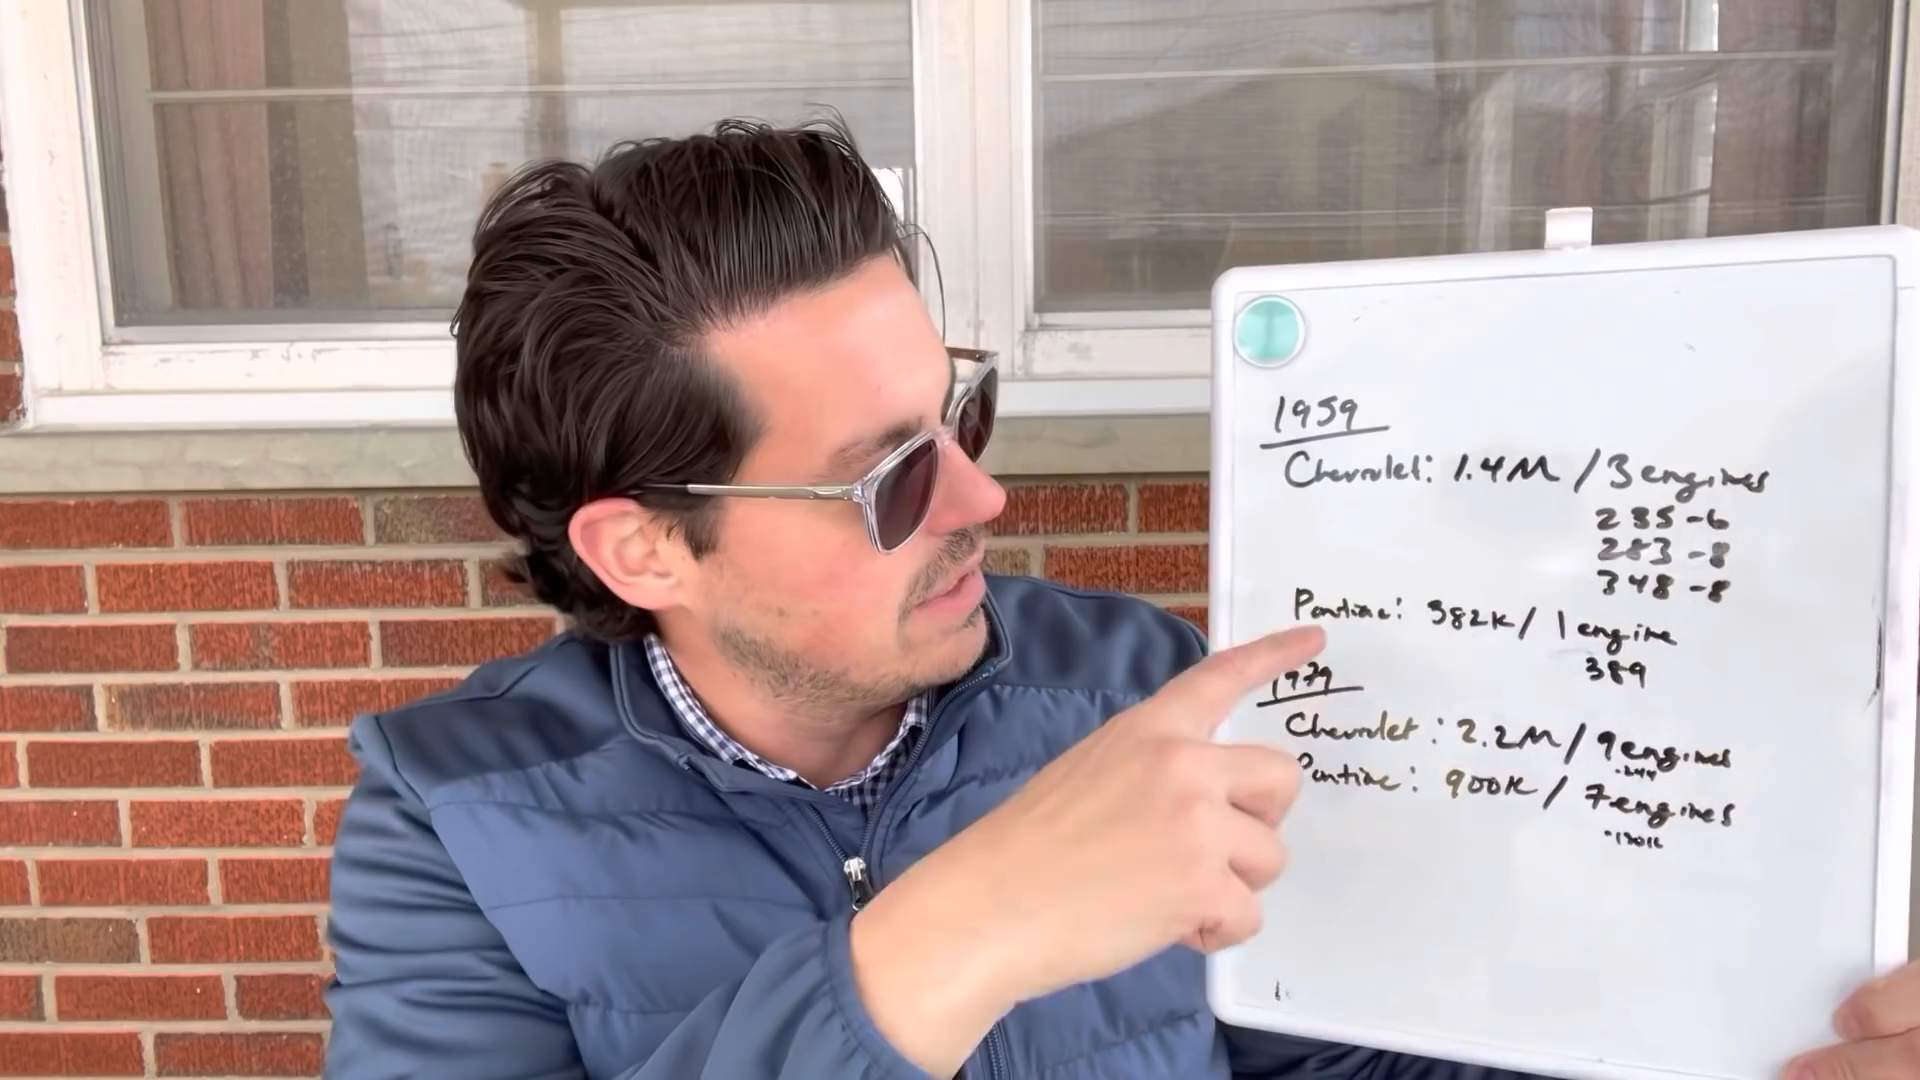 1959
Chevrolet: 1.4M / 3 engines
235-6
283-8
348-8
Pontiac: 382K / 1 engine
389
1979
Chevrolet: 2.2M / 9 engines
Pontiac: 900K / 7 engines